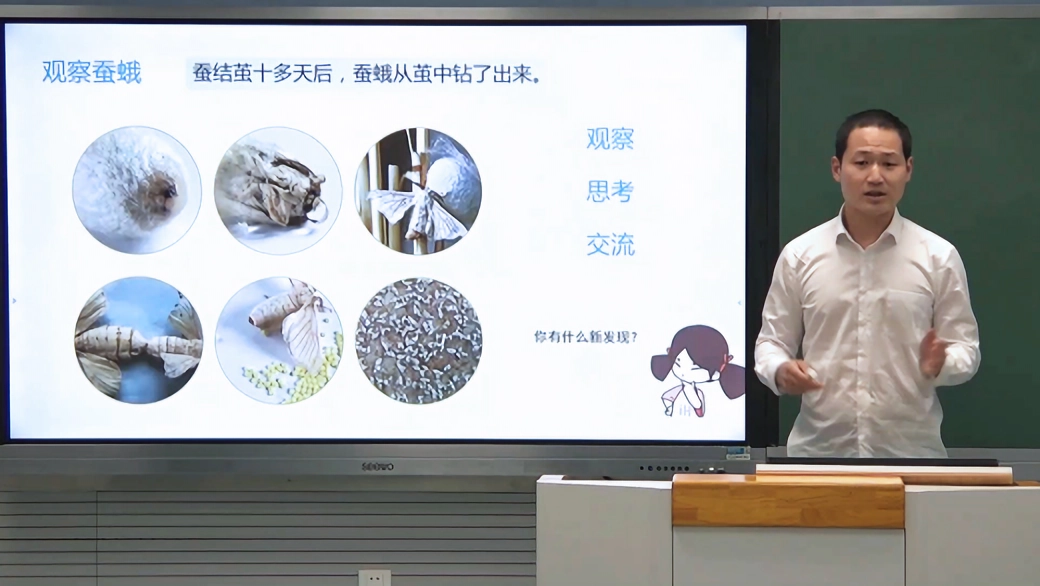 观察蚕蛾
蚕结茧十多天后，蚕蛾从茧中钻了出来。
观察
思考
交流
你有什么新发现？
seewo